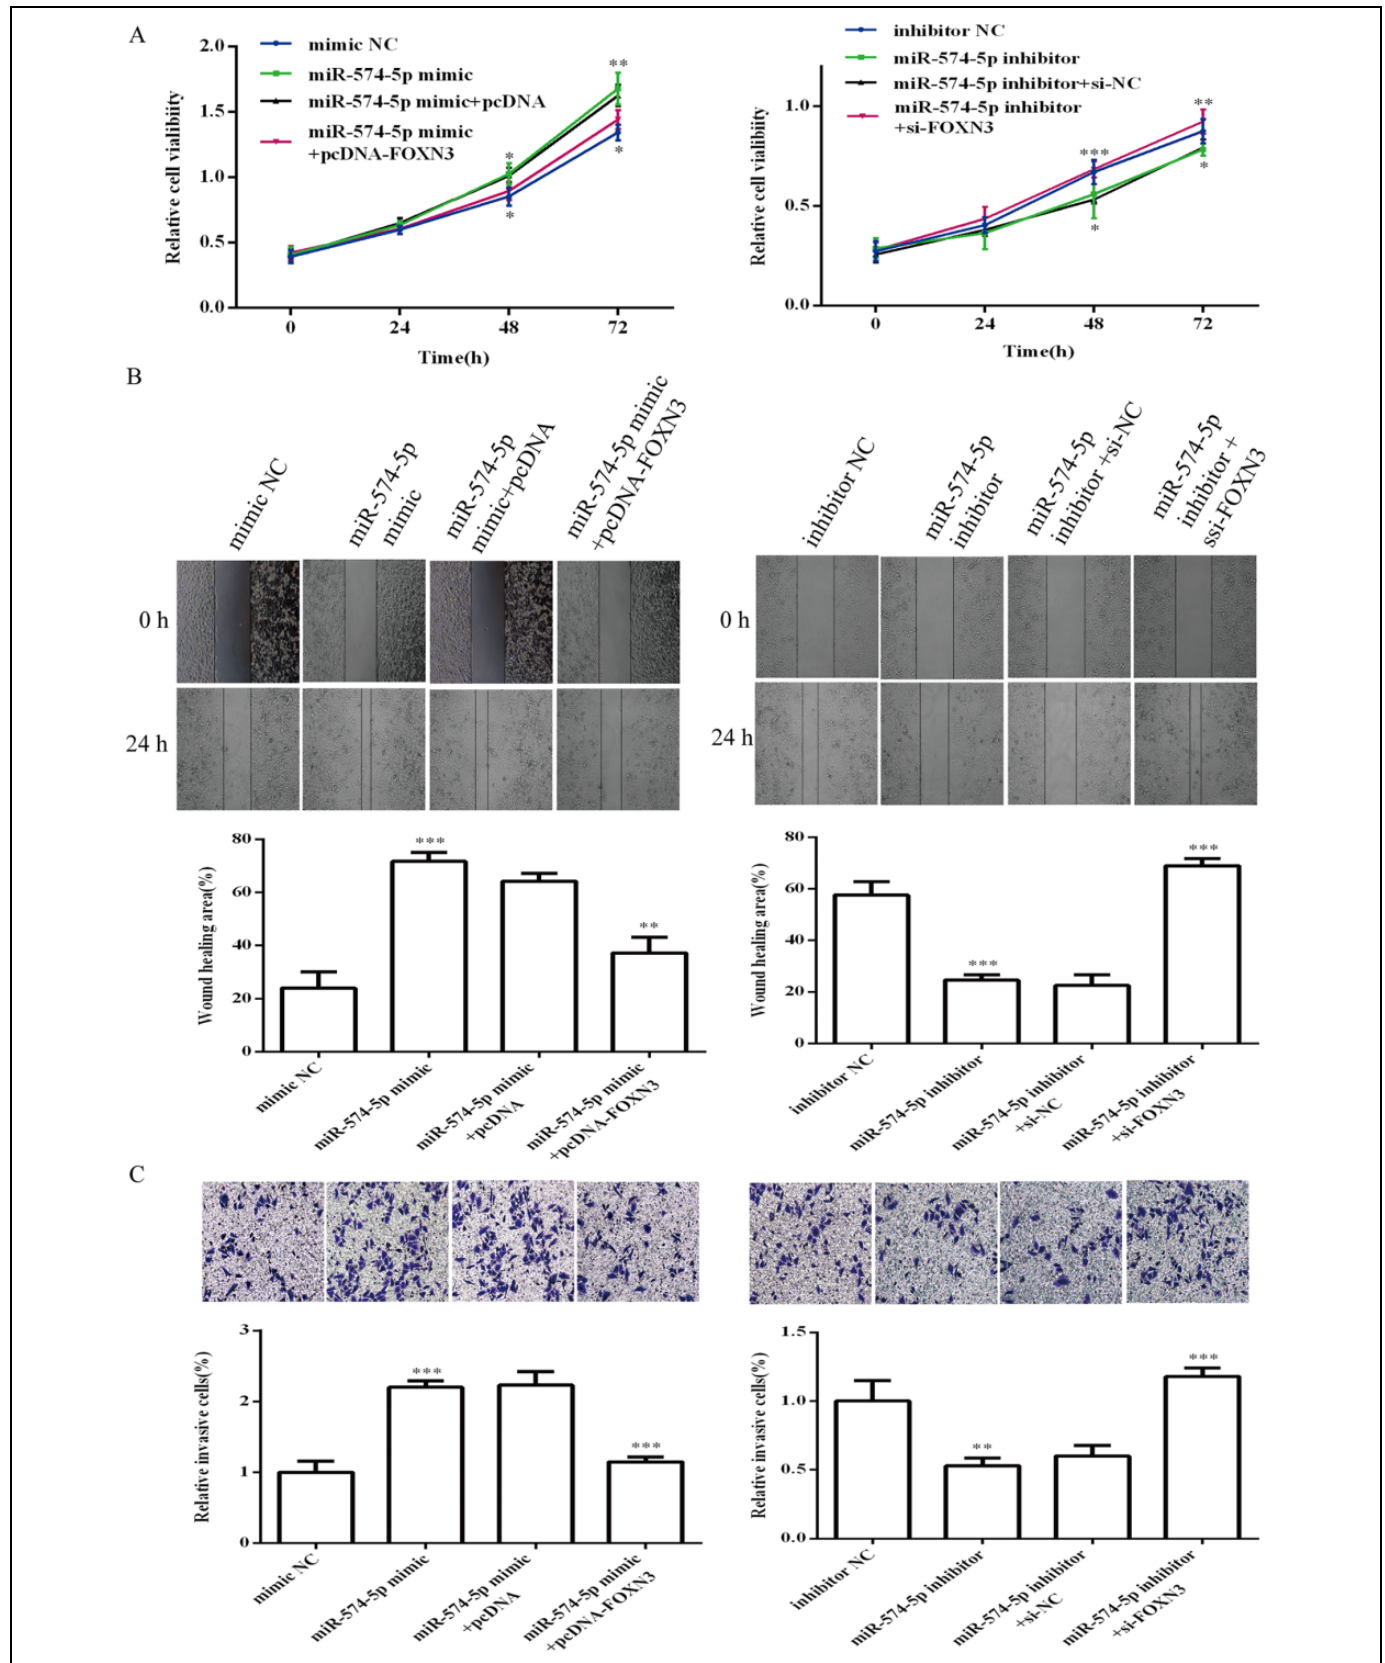 A
2.0
1.5
1.0
0.5
0.0
Relative cell vialibiity
mimic NC
miR-574-5p mimic
miR-574-5p mimic+pcDNA
miR-574-5p mimic
+pcDNA-FOXN3
*
*
**
*
0
24
48
72
Time(h)
1.0
0.5
0.0
Relative cell vialibiity
inhibitor NC
miR-574-5p inhibitor
miR-574-5p inhibitor+si-NC
miR-574-5p inhibitor
+si-FOXN3
***
*
**
*
0
24
48
72
Time(h)
B
mimic NC
miR-574-5p
mimic
miR-574-5p
mimic+pcDNA
miR-574-5p mimic
+pcDNA-FOXN3
inhibitor NC
miR-574-5p
inhibitor
miR-574-5p
inhibitor +si-NC
miR-574-5p
inhibitor +
ssi-FOXN3
0 h
24 h
0 h
24 h
80
60
40
20
0
Wound healing area(%)
***
**
mimic NC
miR-574-5p mimic
miR-574-5p mimic
+pcDNA
miR-574-5p mimic
+pcDNA-FOXN3
80
60
40
20
0
Wound healing area(%)
***
***
inhibitor NC
miR-574-5p inhibitor
miR-574-5p inhibitor
+si-NC
miR-574-5p inhibitor
+si-FOXN3
C
3
2
1
0
Relative invasive cells(%)
***
***
mimic NC
miR-574-5p mimic
miR-574-5p mimic
+pcDNA
miR-574-5p mimic
+pcDNA-FOXN3
1.5
1.0
0.5
0.0
Relative invasive cells(%)
**
***
inhibitor NC
miR-574-5p inhibitor
miR-574-5p inhibitor
+si-NC
miR-574-5p inhibitor
+si-FOXN3